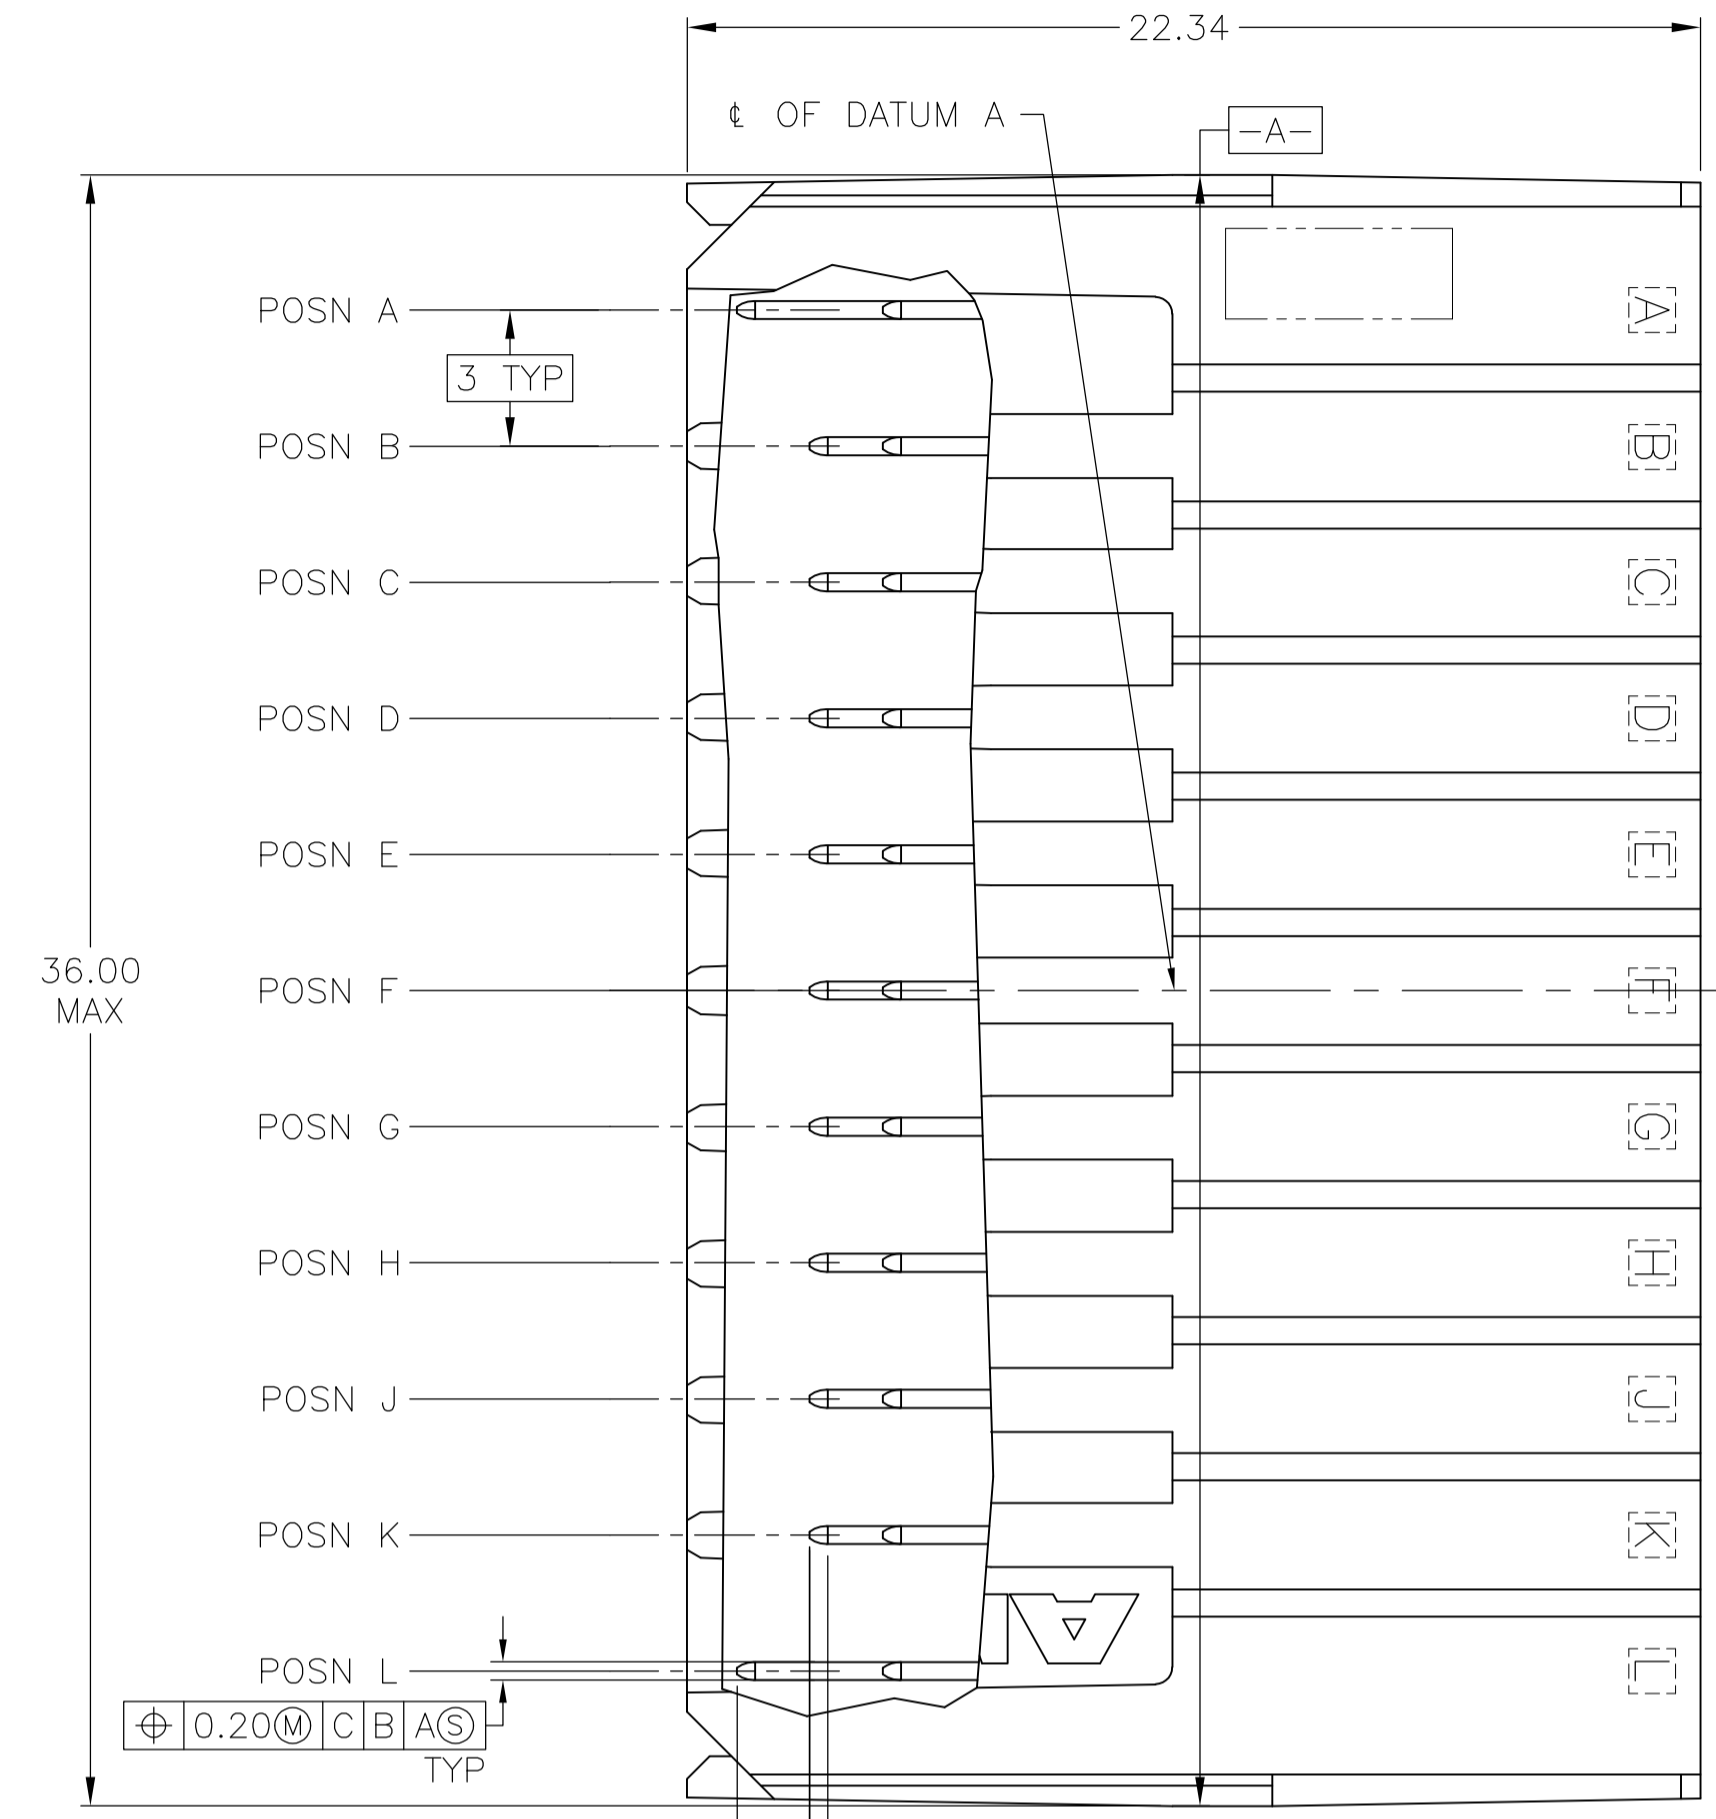 22.34
℄ OF DATUM A
-A-
POSN A
A
3 TYP
POSN B
B
POSN C
C
POSN D
D
POSN E
E
36.00
MAX
POSN F
F
POSN G
G
POSN H
H
POSN J
J
POSN K
K
A
POSN L
L
⌖ 0.20Ⓜ C B AⓈ
TYP